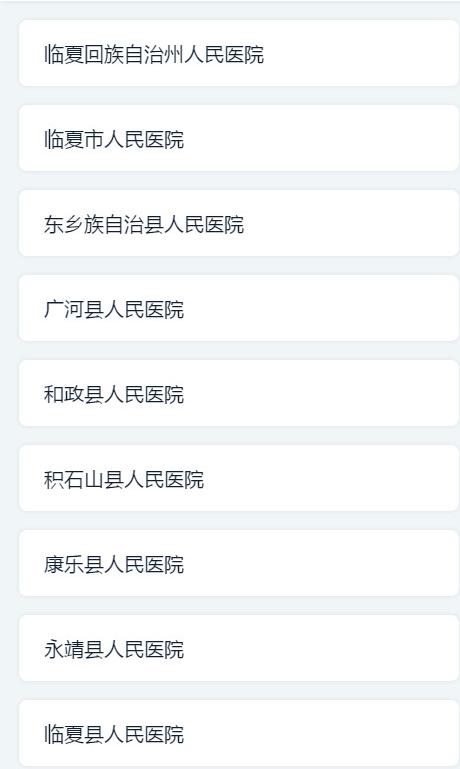 临夏回族自治州人民医院
临夏市人民医院
东乡族自治县人民医院
广河县人民医院
和政县人民医院
积石山县人民医院
康乐县人民医院
永靖县人民医院
临夏县人民医院